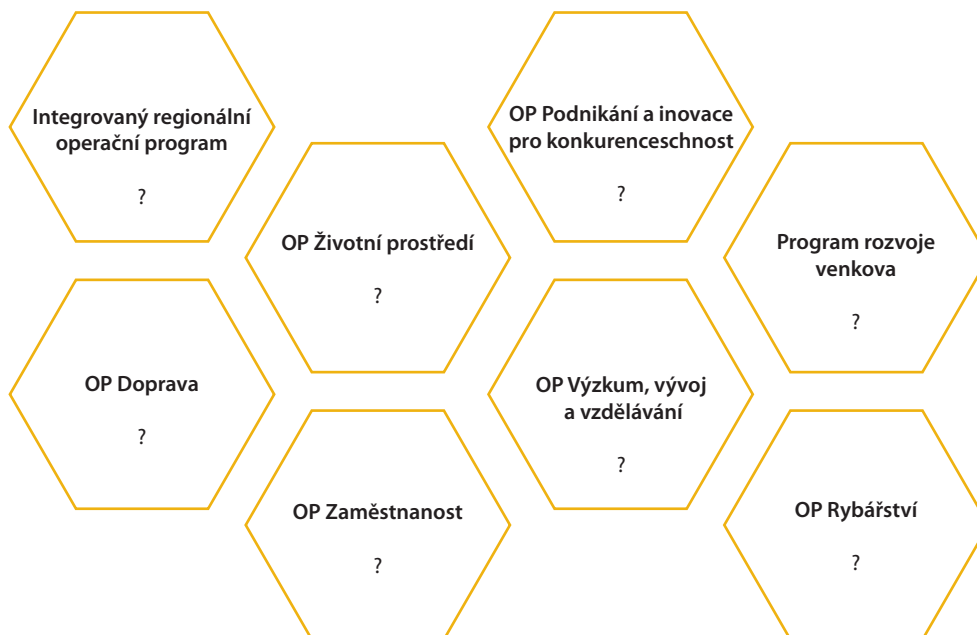 Integrovaný regionální
operační program
?
OP Podnikání a inovace
pro konkurenceschnost
?
OP Životní prostředí
?
Program rozvoje
venkova
?
OP Doprava
?
OP Výzkum, vývoj
a vzdělávání
?
OP Zaměstnanost
?
OP Rybářství
?